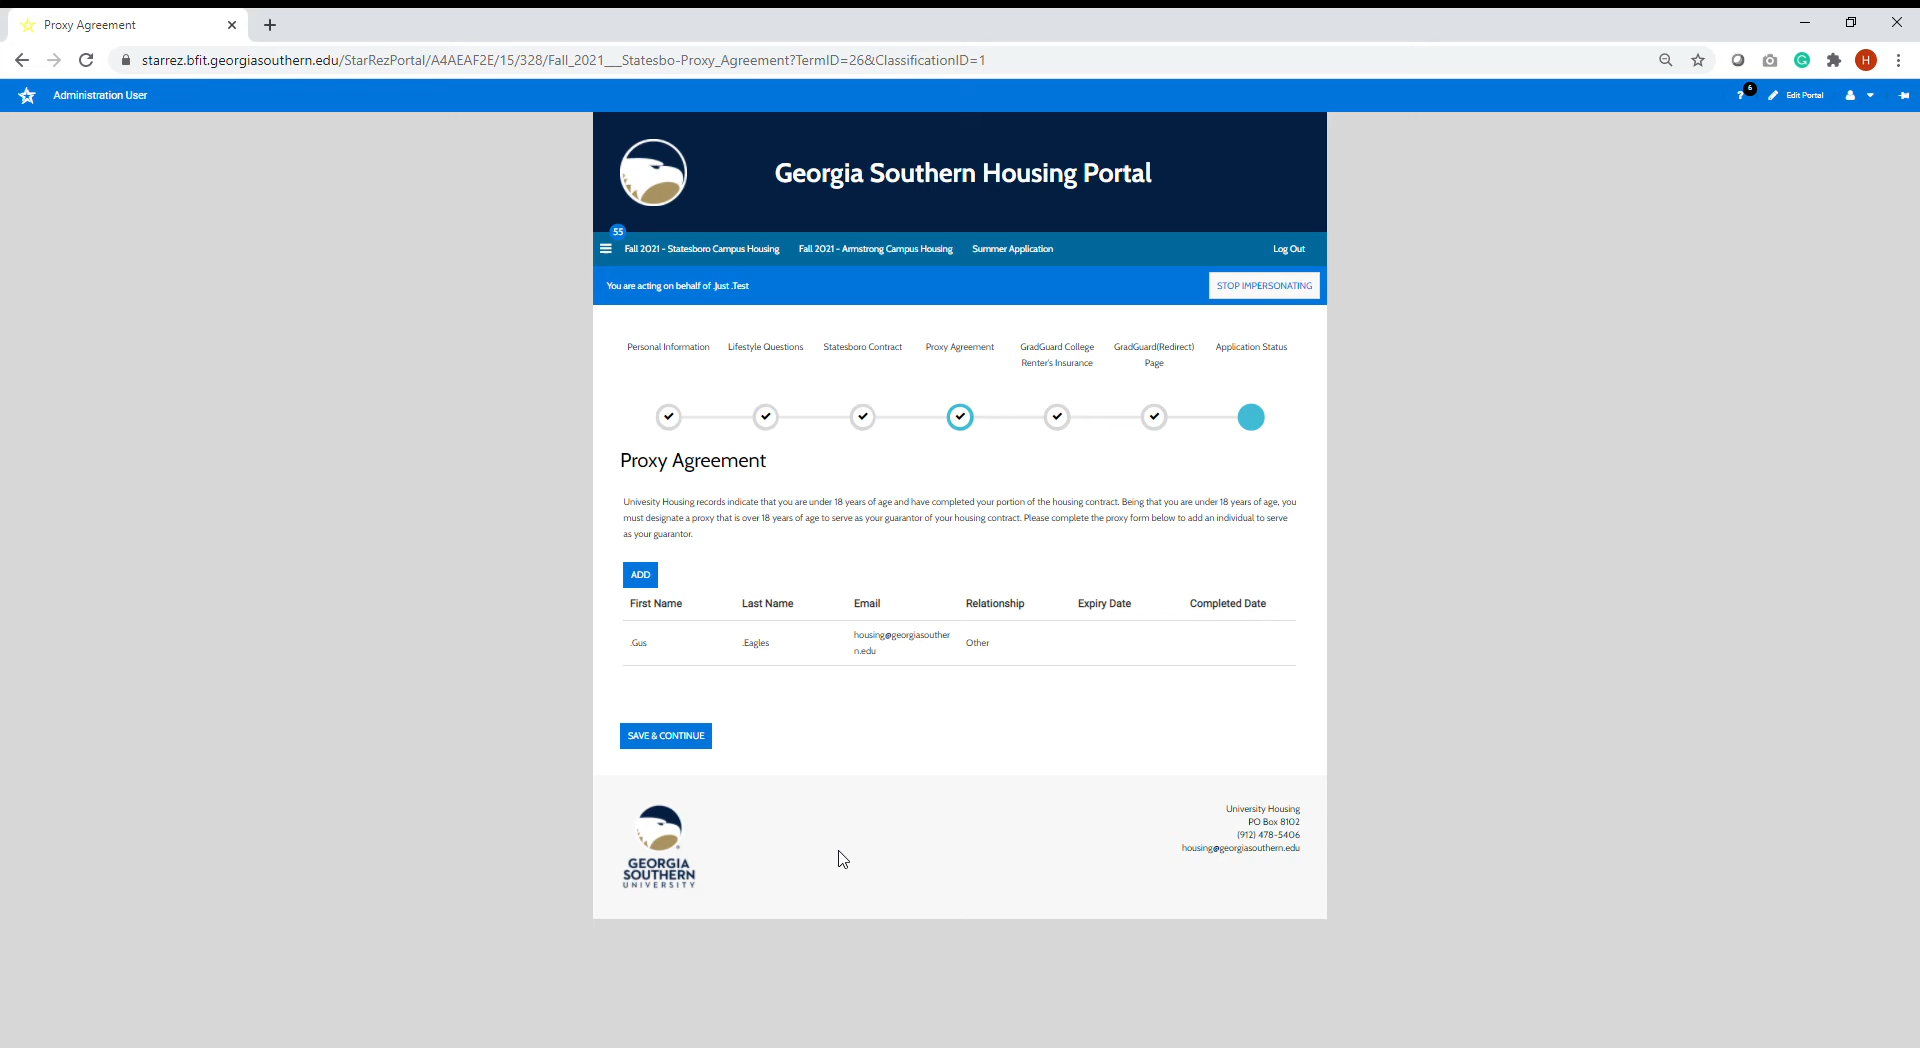 Proxy Agreement
starrez.bfit.georgiasouthern.edu/StarRezPortal/A4AEAF2E/15/328/Fall_2021___Statesbo-Proxy_Agreement?TermID=26&ClassificationID=1
G
H
Administration User
? 6 Edit Portal
Georgia Southern Housing Portal
55
Fall 2021 - Statesboro Campus Housing Fall 2021 - Armstrong Campus Housing Summer Application Log Out
You are acting on behalf of .Just .Test STOP IMPERSONATING
Personal Information Lifestyle Questions Statesboro Contract Proxy Agreement GradGuard College GradGuard(Redirect) Application Status
Renter's Insurance Page
Proxy Agreement
Univesity Housing records indicate that you are under 18 years of age and have completed your portion of the housing contract. Being that you are under 18 years of age, you
must designate a proxy that is over 18 years of age to serve as your guarantor of your housing contract. Please complete the proxy form below to add an individual to serve
as your guarantor.
ADD
First Name Last Name Email Relationship Expiry Date Completed Date
.Gus .Eagles housing@georgiasouther Other
n.edu
SAVE & CONTINUE
GEORGIA
SOUTHERN
UNIVERSITY
University Housing
PO Box 8102
(912) 478-5406
housing@georgiasouthern.edu